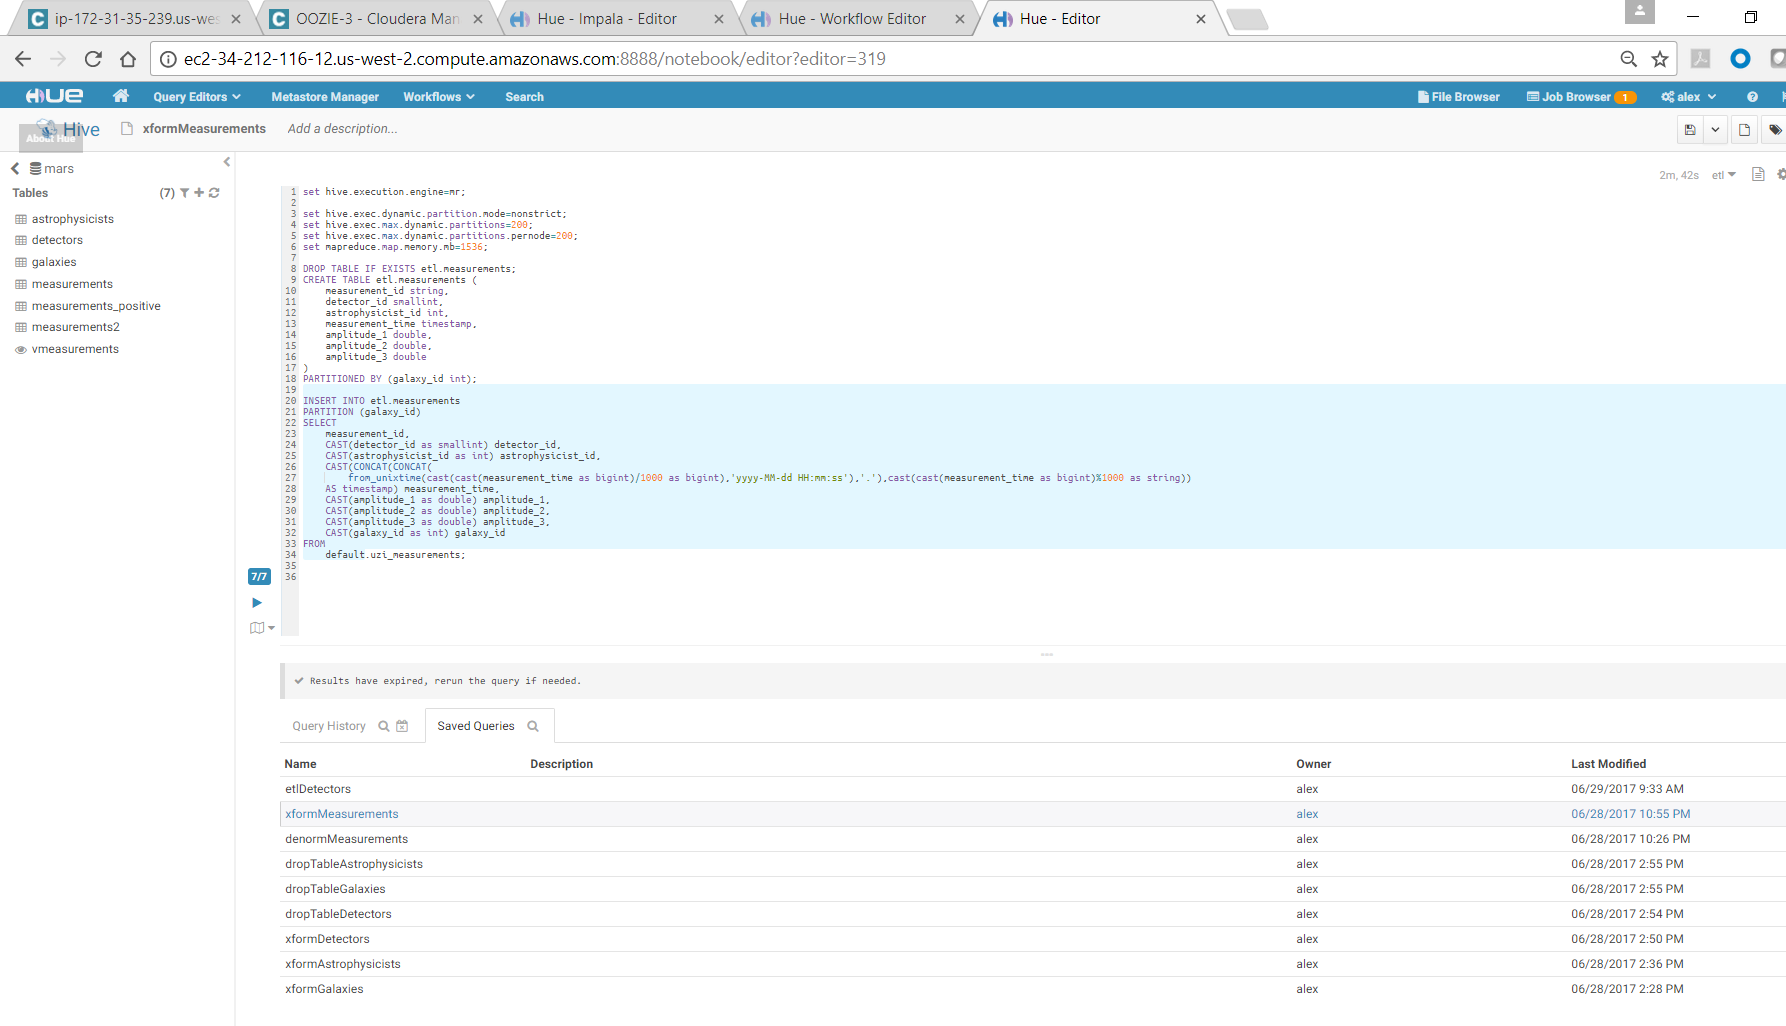 ip-172-31-35-239.us-wes
OOZIE-3 - Cloudera Man
Hue - Impala - Editor
Hue - Workflow Editor
Hue - Editor
ec2-34-212-116-12.us-west-2.compute.amazonaws.com:8888/notebook/editor?editor=319
HUE Query Editors Metastore Manager Workflows Search File Browser Job Browser 1 alex
Hive xformMeasurements Add a description...
About Hue
mars
Tables (7)
astrophysicists
detectors
galaxies
measurements
measurements_positive
measurements2
vmeasurements
2m, 42s etl
1 set hive.execution.engine=mr;
2
3 set hive.exec.dynamic.partition.mode=nonstrict;
4 set hive.exec.max.dynamic.partitions=200;
5 set hive.exec.max.dynamic.partitions.pernode=200;
6 set mapreduce.map.memory.mb=1536;
7
8 DROP TABLE IF EXISTS etl.measurements;
9 CREATE TABLE etl.measurements (
10 measurement_id string,
11 detector_id smallint,
12 astrophysicist_id int,
13 measurement_time timestamp,
14 amplitude_1 double,
15 amplitude_2 double,
16 amplitude_3 double
17 )
18 PARTITIONED BY (galaxy_id int);
19
20 INSERT INTO etl.measurements
21 PARTITION (galaxy_id)
22 SELECT
23 measurement_id,
24 CAST(detector_id as smallint) detector_id,
25 CAST(astrophysicist_id as int) astrophysicist_id,
26 CAST(CONCAT(CONCAT(
27 from_unixtime(cast(cast(measurement_time as bigint)/1000 as bigint),'yyyy-MM-dd HH:mm:ss'),'.'),cast(cast(measurement_time as bigint)%1000 as string))
28 AS timestamp) measurement_time,
29 CAST(amplitude_1 as double) amplitude_1,
30 CAST(amplitude_2 as double) amplitude_2,
31 CAST(amplitude_3 as double) amplitude_3,
32 CAST(galaxy_id as int) galaxy_id
33 FROM
34 default.uzi_measurements;
35
36
7/7
Results have expired, rerun the query if needed.
Query History Saved Queries
Name Description Owner Last Modified
etlDetectors alex 06/29/2017 9:33 AM
xformMeasurements alex 06/28/2017 10:55 PM
denormMeasurements alex 06/28/2017 10:26 PM
dropTableAstrophysicists alex 06/28/2017 2:55 PM
dropTableGalaxies alex 06/28/2017 2:55 PM
dropTableDetectors alex 06/28/2017 2:54 PM
xformDetectors alex 06/28/2017 2:50 PM
xformAstrophysicists alex 06/28/2017 2:36 PM
xformGalaxies alex 06/28/2017 2:28 PM